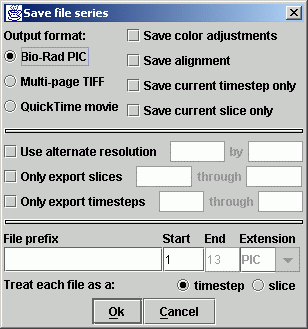 Save file series
Output format:
Bio-Rad PIC
Multi-page TIFF
QuickTime movie
Save color adjustments
Save alignment
Save current timestep only
Save current slice only
Use alternate resolution by
Only export slices through
Only export timesteps through
File prefix Start End Extension
1 13 PIC
Treat each file as a: timestep slice
Ok Cancel